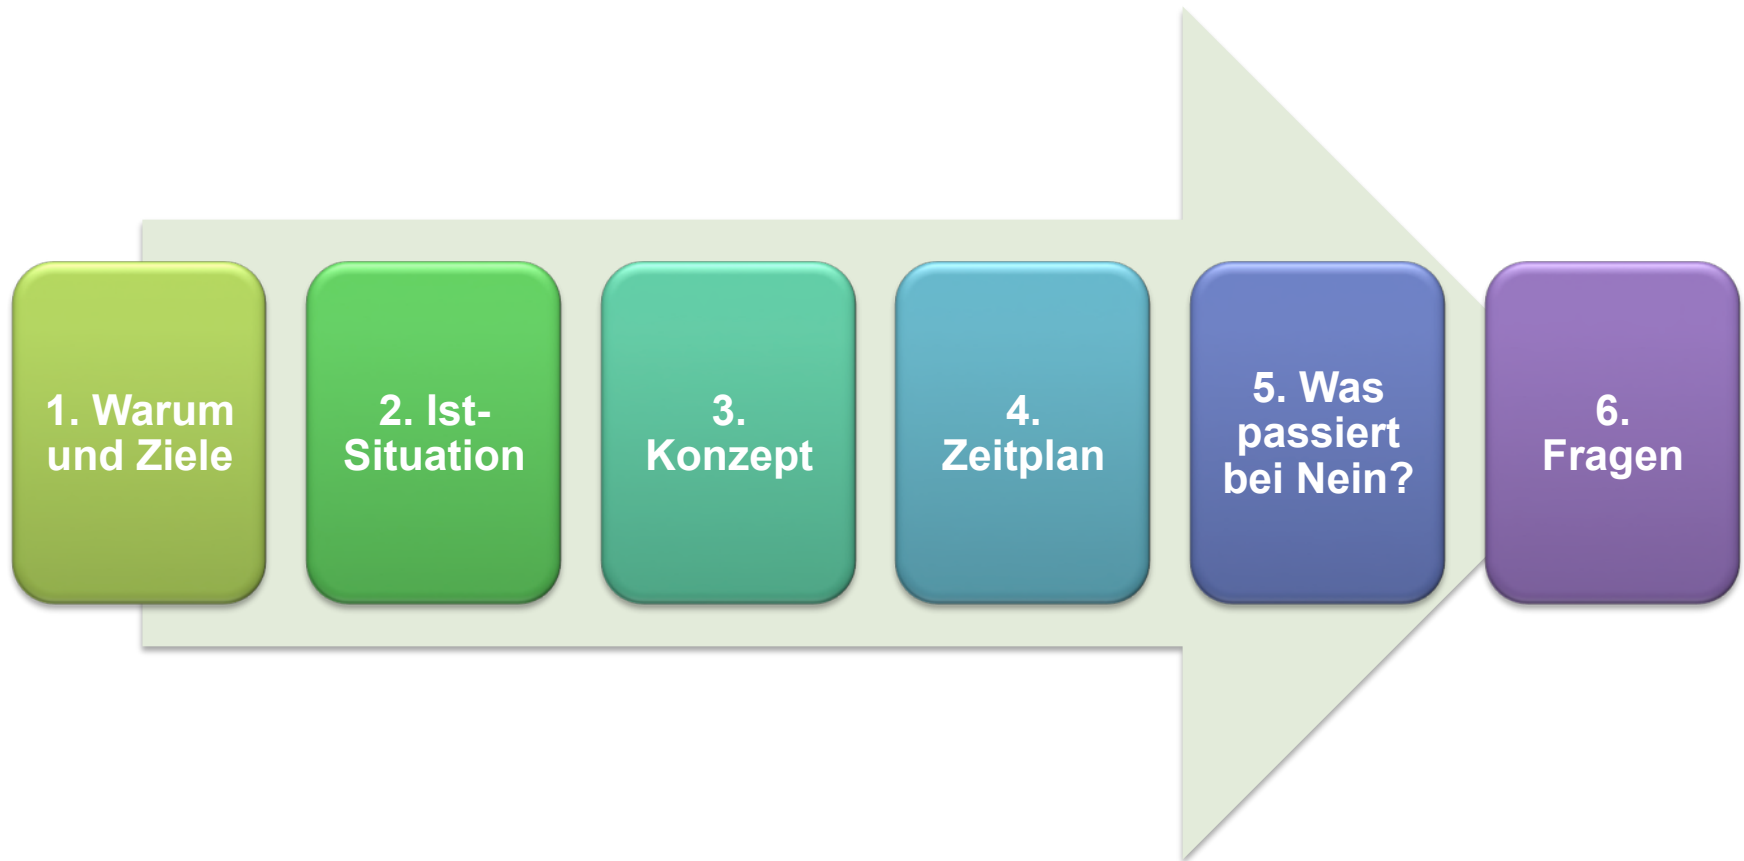 1. Warum
und Ziele
2. Ist-
Situation
3.
Konzept
4.
Zeitplan
5. Was
passiert
bei Nein?
6.
Fragen